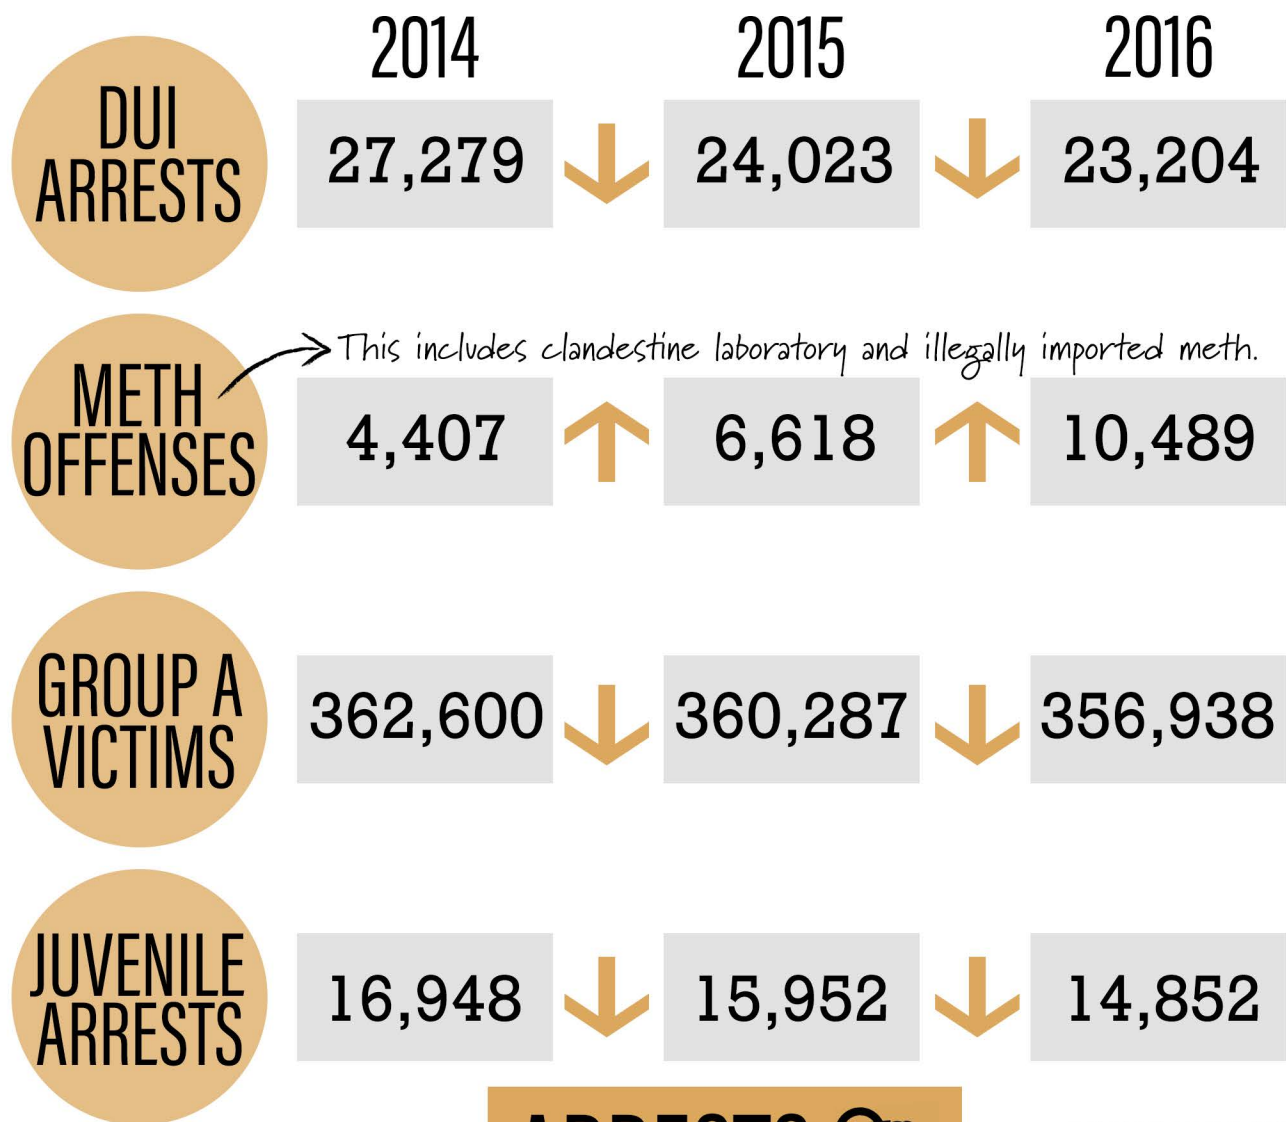 2014 2015 2016
DUI
ARRESTS
27,279 24,023 23,204
This includes clandestine laboratory and illegally imported meth.
METH
OFFENSES
4,407 6,618 10,489
GROUP A
VICTIMS
362,600 360,287 356,938
JUVENILE
ARRESTS
16,948 15,952 14,852
ARRESTS